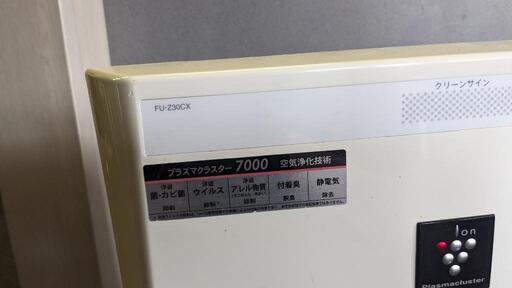 クリーンサイン
FU-Z30CX
プラズマクラスター 7000 空気浄化技術
浮遊 浮遊 浮遊 付着臭 静電気
菌・カビ菌 ウイルス アレル物質
抑制 抑制 抑制 脱臭 除去
Ion
Plasmacluster